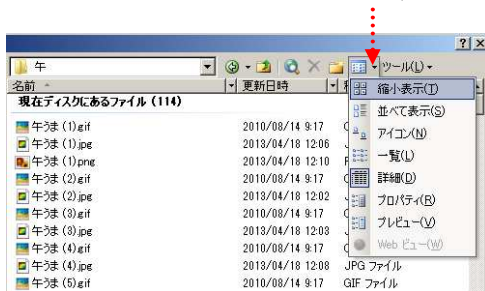 午 ツール(L)
名前 更新日時
現在ディスクにあるファイル (114)
午うま (1).gif 2010/08/14 9:17
午うま (1).jpg 2013/04/18 12:06
午うま (1).png 2013/04/18 12:10
午うま (2).gif 2010/08/14 9:17
午うま (2).jpg 2013/04/18 12:02
午うま (3).gif 2010/08/14 9:17
午うま (3).jpg 2013/04/18 12:03
午うま (4).gif 2010/08/14 9:17
午うま (4).jpg 2013/04/18 12:08 JPG ファイル
午うま (5).gif 2010/08/14 9:17 GIF ファイル
縮小表示(T)
並べて表示(S)
アイコン(N)
一覧(L)
詳細(D)
プロパティ(R)
プレビュー(V)
Web ビュー(W)